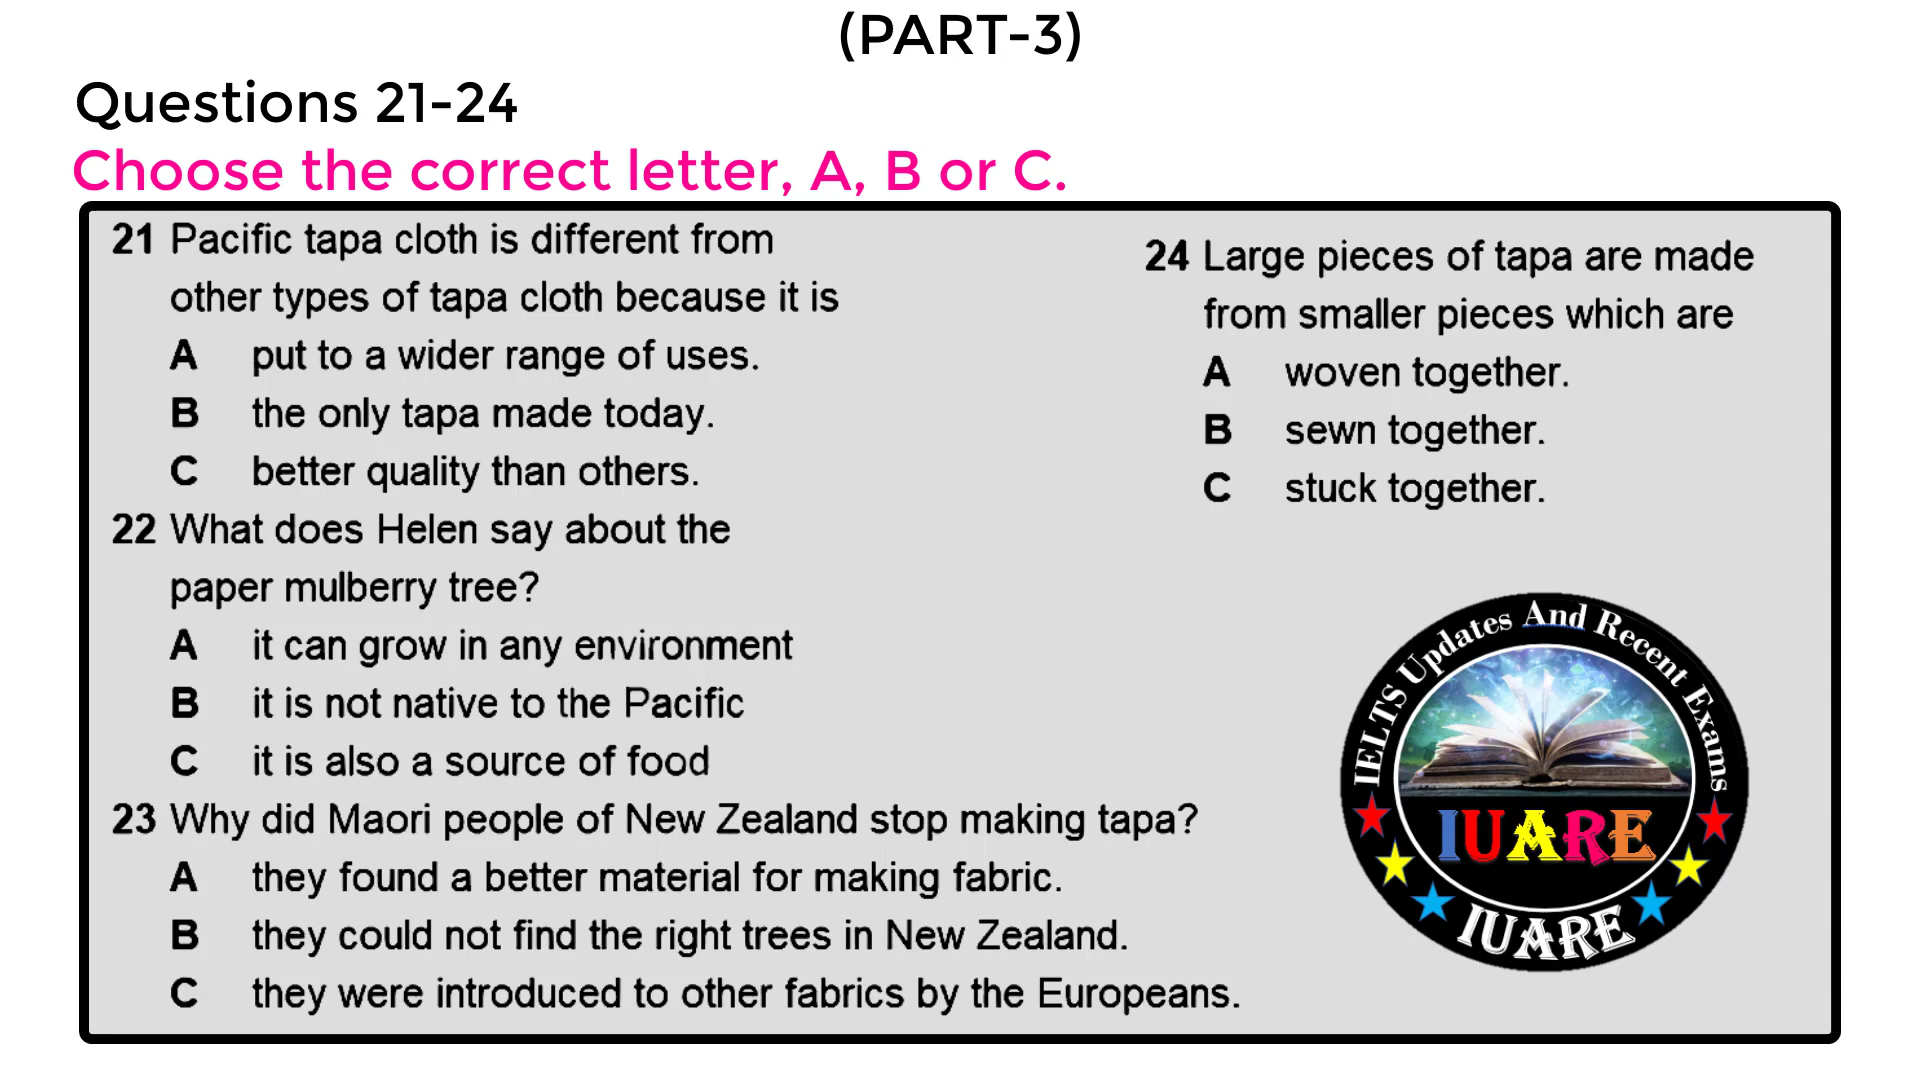 (PART-3)
Questions 21-24
Choose the correct letter, A, B or C.
21 Pacific tapa cloth is different from
other types of tapa cloth because it is
A put to a wider range of uses.
B the only tapa made today.
C better quality than others.
22 What does Helen say about the
paper mulberry tree?
A it can grow in any environment
B it is not native to the Pacific
C it is also a source of food
23 Why did Maori people of New Zealand stop making tapa?
A they found a better material for making fabric.
B they could not find the right trees in New Zealand.
C they were introduced to other fabrics by the Europeans.
24 Large pieces of tapa are made
from smaller pieces which are
A woven together.
B sewn together.
C stuck together.
IELTS Updates And Recent Exams
IUARE
IUARE